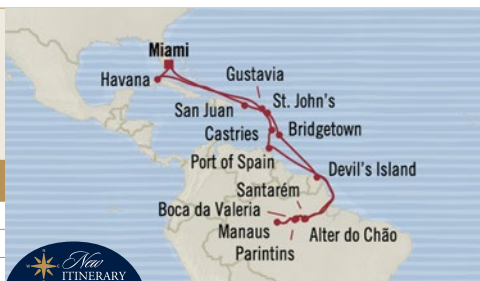 Miami
Havana
Gustavia
San Juan
St. John's
Castries
Bridgetown
Port of Spain
Devil's Island
Santarém
Boca da Valeria
Manaus
Alter do Chão
Parintins
New
ITINERARY